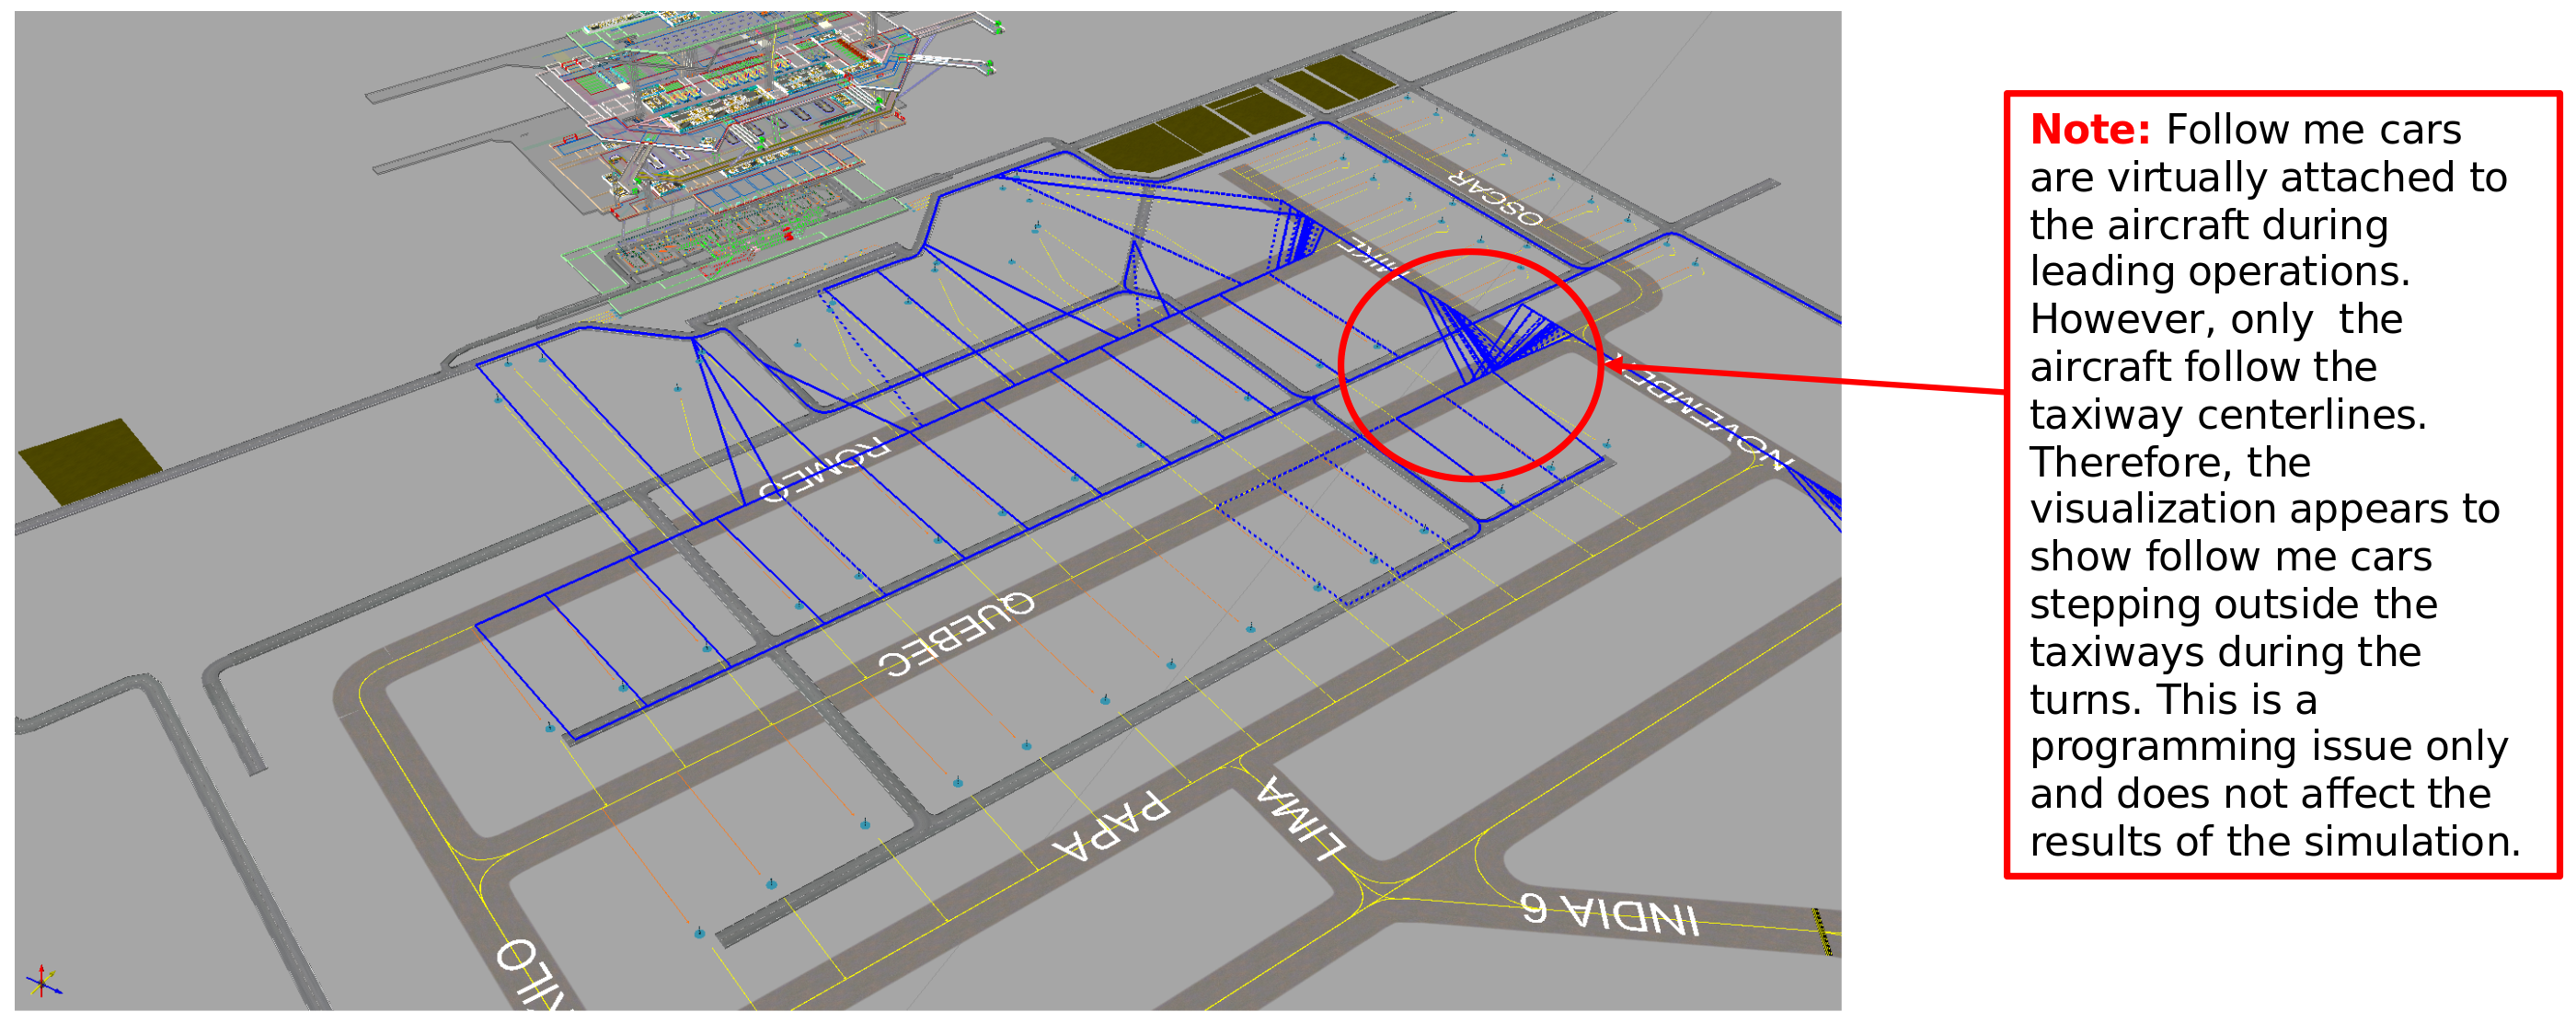 OSCAR
MIKE
NOVEMBER
ROMEO
QUEBEC
PAPA
LIMA
INDIA 6
KILO
Note: Follow me cars
are virtually attached to
the aircraft during
leading operations.
However, only  the
aircraft follow the
taxiway centerlines.
Therefore, the
visualization appears to
show follow me cars
stepping outside the
taxiways during the
turns. This is a
programming issue only
and does not affect the
results of the simulation.